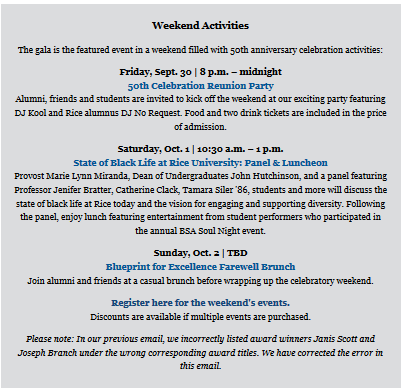 Weekend Activities
The gala is the featured event in a weekend filled with 50th anniversary celebration activities:
Friday, Sept. 30 | 8 p.m. – midnight
50th Celebration Reunion Party
Alumni, friends and students are invited to kick off the weekend at our exciting party featuring
DJ Kool and Rice alumnus DJ No Request. Food and two drink tickets are included in the price
of admission.
Saturday, Oct. 1 | 10:30 a.m. – 1 p.m.
State of Black Life at Rice University: Panel & Luncheon
Provost Marie Lynn Miranda, Dean of Undergraduates John Hutchinson, and a panel featuring
Professor Jenifer Bratter, Catherine Clack, Tamara Siler '86, students and more will discuss the
state of black life at Rice today and the vision for engaging and supporting diversity. Following
the panel, enjoy lunch featuring entertainment from student performers who participated in
the annual BSA Soul Night event.
Sunday, Oct. 2 | TBD
Blueprint for Excellence Farewell Brunch
Join alumni and friends at a casual brunch before wrapping up the celebratory weekend.
Register here for the weekend's events.
Discounts are available if multiple events are purchased.
Please note: In our previous email, we incorrectly listed award winners Janis Scott and
Joseph Branch under the wrong corresponding award titles. We have corrected the error in
this email.